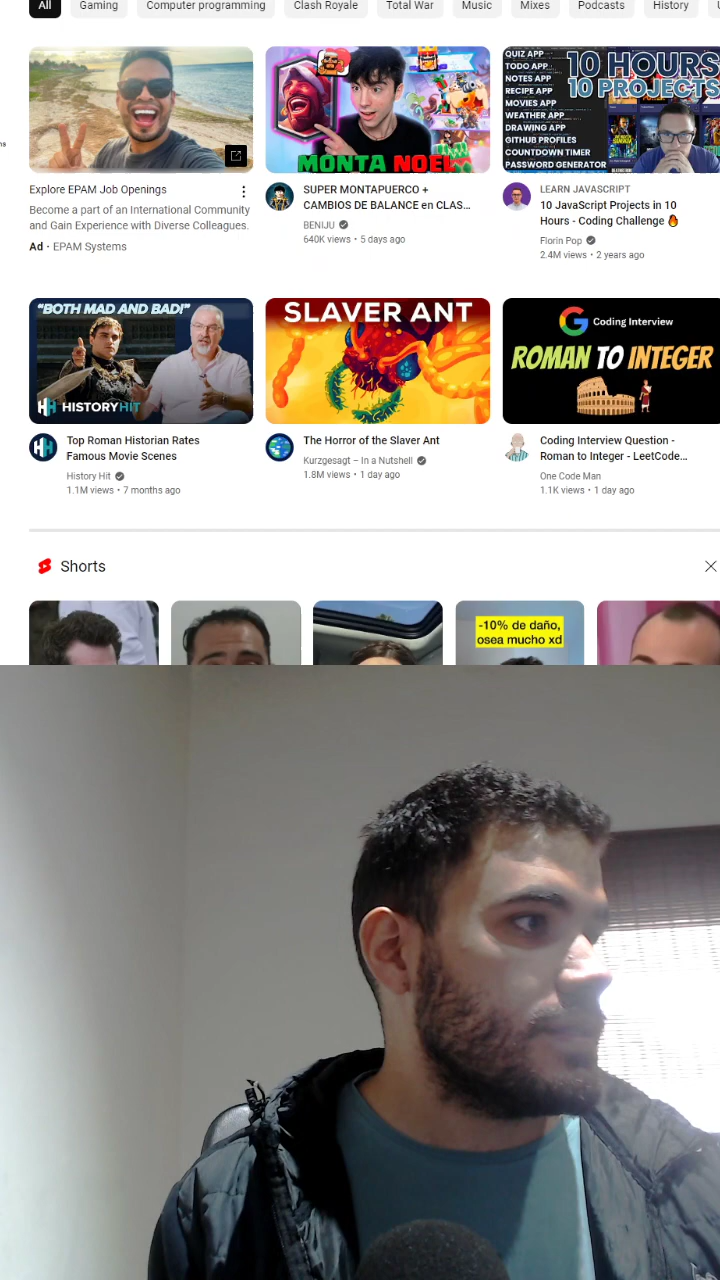 All
Gaming
Computer programming
Clash Royale
Total War
Music
Mixes
Podcasts
History
QUIZ APP
TODO APP
NOTES APP
RECIPE APP
MOVIES APP
WEATHER APP
DRAWING APP
GITHUB PROFILES
COUNTDOWN TIMER
PASSWORD GENERATOR
10 HOURS
10 PROJECTS
MONTA NOEL
Explore EPAM Job Openings
Become a part of an International Community
and Gain Experience with Diverse Colleagues.
Ad · EPAM Systems
SUPER MONTAPUERCO +
CAMBIOS DE BALANCE en CLAS...
BENIJU
640K views • 5 days ago
LEARN JAVASCRIPT
10 JavaScript Projects in 10
Hours - Coding Challenge 🔥
Florin Pop
2.4M views • 2 years ago
"BOTH MAD AND BAD!"
HH HISTORYHIT
SLAVER ANT
Coding Interview
ROMAN TO INTEGER
HH
Top Roman Historian Rates
Famous Movie Scenes
History Hit
1.1M views • 7 months ago
The Horror of the Slaver Ant
Kurzgesagt – In a Nutshell
1.8M views • 1 day ago
Coding Interview Question -
Roman to Integer - LeetCode...
One Code Man
1.1K views • 1 day ago
Shorts
-10% de daño,
osea mucho xd